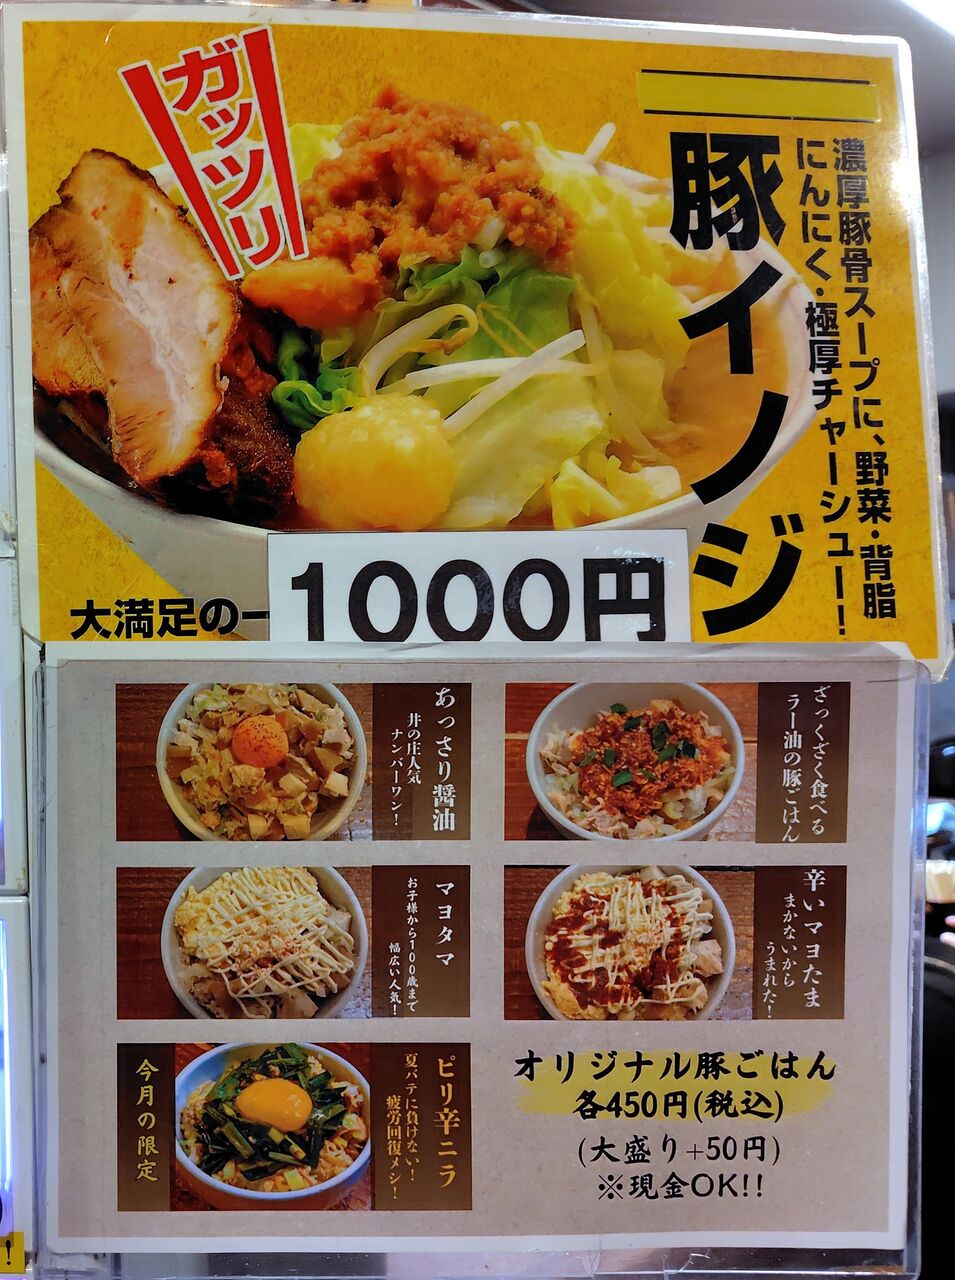 ガッツリ
豚イノジ
濃厚豚骨スープに、野菜・背脂
にんにく・極厚チャーシュー！
大満足の一
1000円
あっさり醤油
井の庄人気
ナンバーワン！
ざっくざく食べる
ラー油の豚ごはん
マヨタマ
お子様から100歳まで
幅広い人気！
辛いマヨたま
まかないから
うまれた！
ピリ辛ニラ
夏バテに負けない！
疲労回復メシ！
今月の限定
オリジナル豚ごはん
各450円(税込)
(大盛り+50円)
※現金OK!!
!